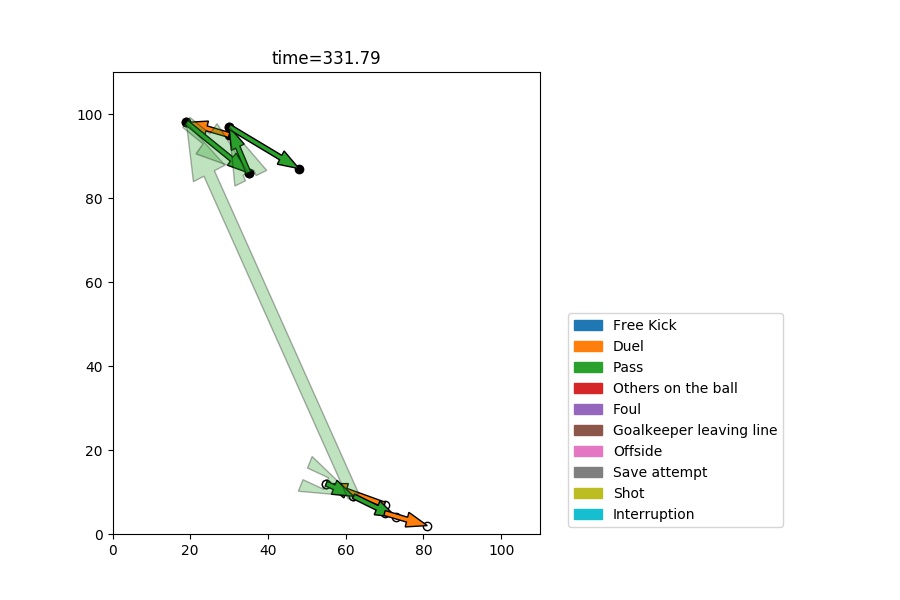 time=331.79
100
80
60
40
20
0
0 20 40 60 80 100
Free Kick
Duel
Pass
Others on the ball
Foul
Goalkeeper leaving line
Offside
Save attempt
Shot
Interruption